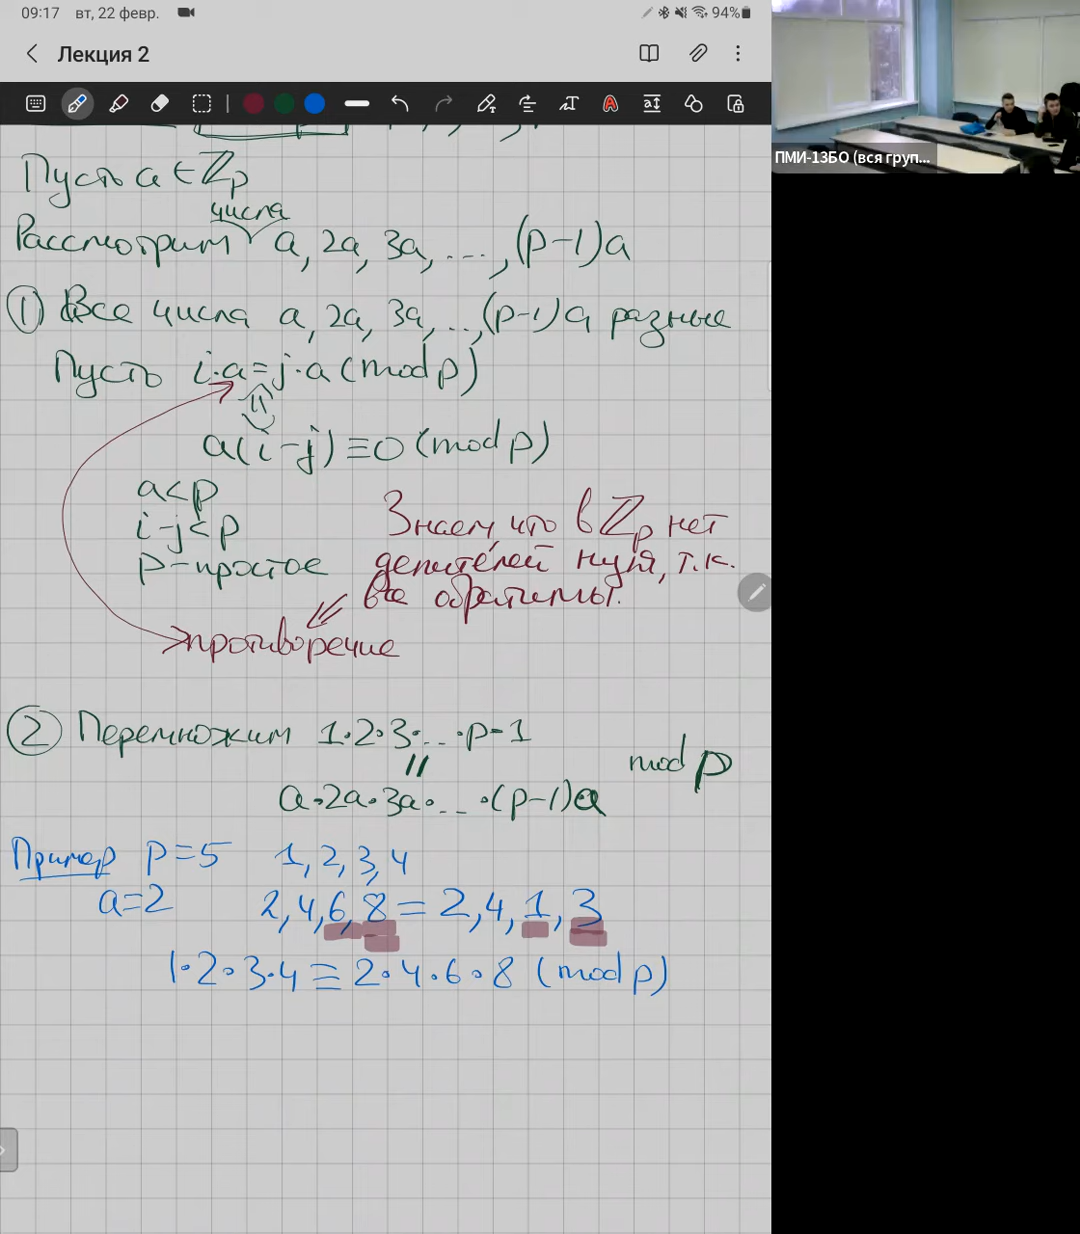 09:17 вт, 22 февр. 94%
Лекция 2
ПМИ-13БО (вся груп...
Пусть a ∈ ℤp
числа
Рассмотрим a, 2a, 3a, ..., (p-1)a
① Все числа a, 2a, 3a, .., (p-1)a разные
Пусть i·a = j·a (mod p)
a(i-j) ≡ 0 (mod p)
a<p
i-j<p
p-простое
Знаем, что в ℤp нет
делителей нуля, т.к.
все обратимы.
противоречие
② Перемножим 1·2·3·...·p-1
=
mod p
a·2a·3a·...·(p-1)a
Пример p=5 1, 2, 3, 4
a=2 2, 4, 6, 8 = 2, 4, 1, 3
1·2·3·4 ≡ 2·4·6·8 (mod p)